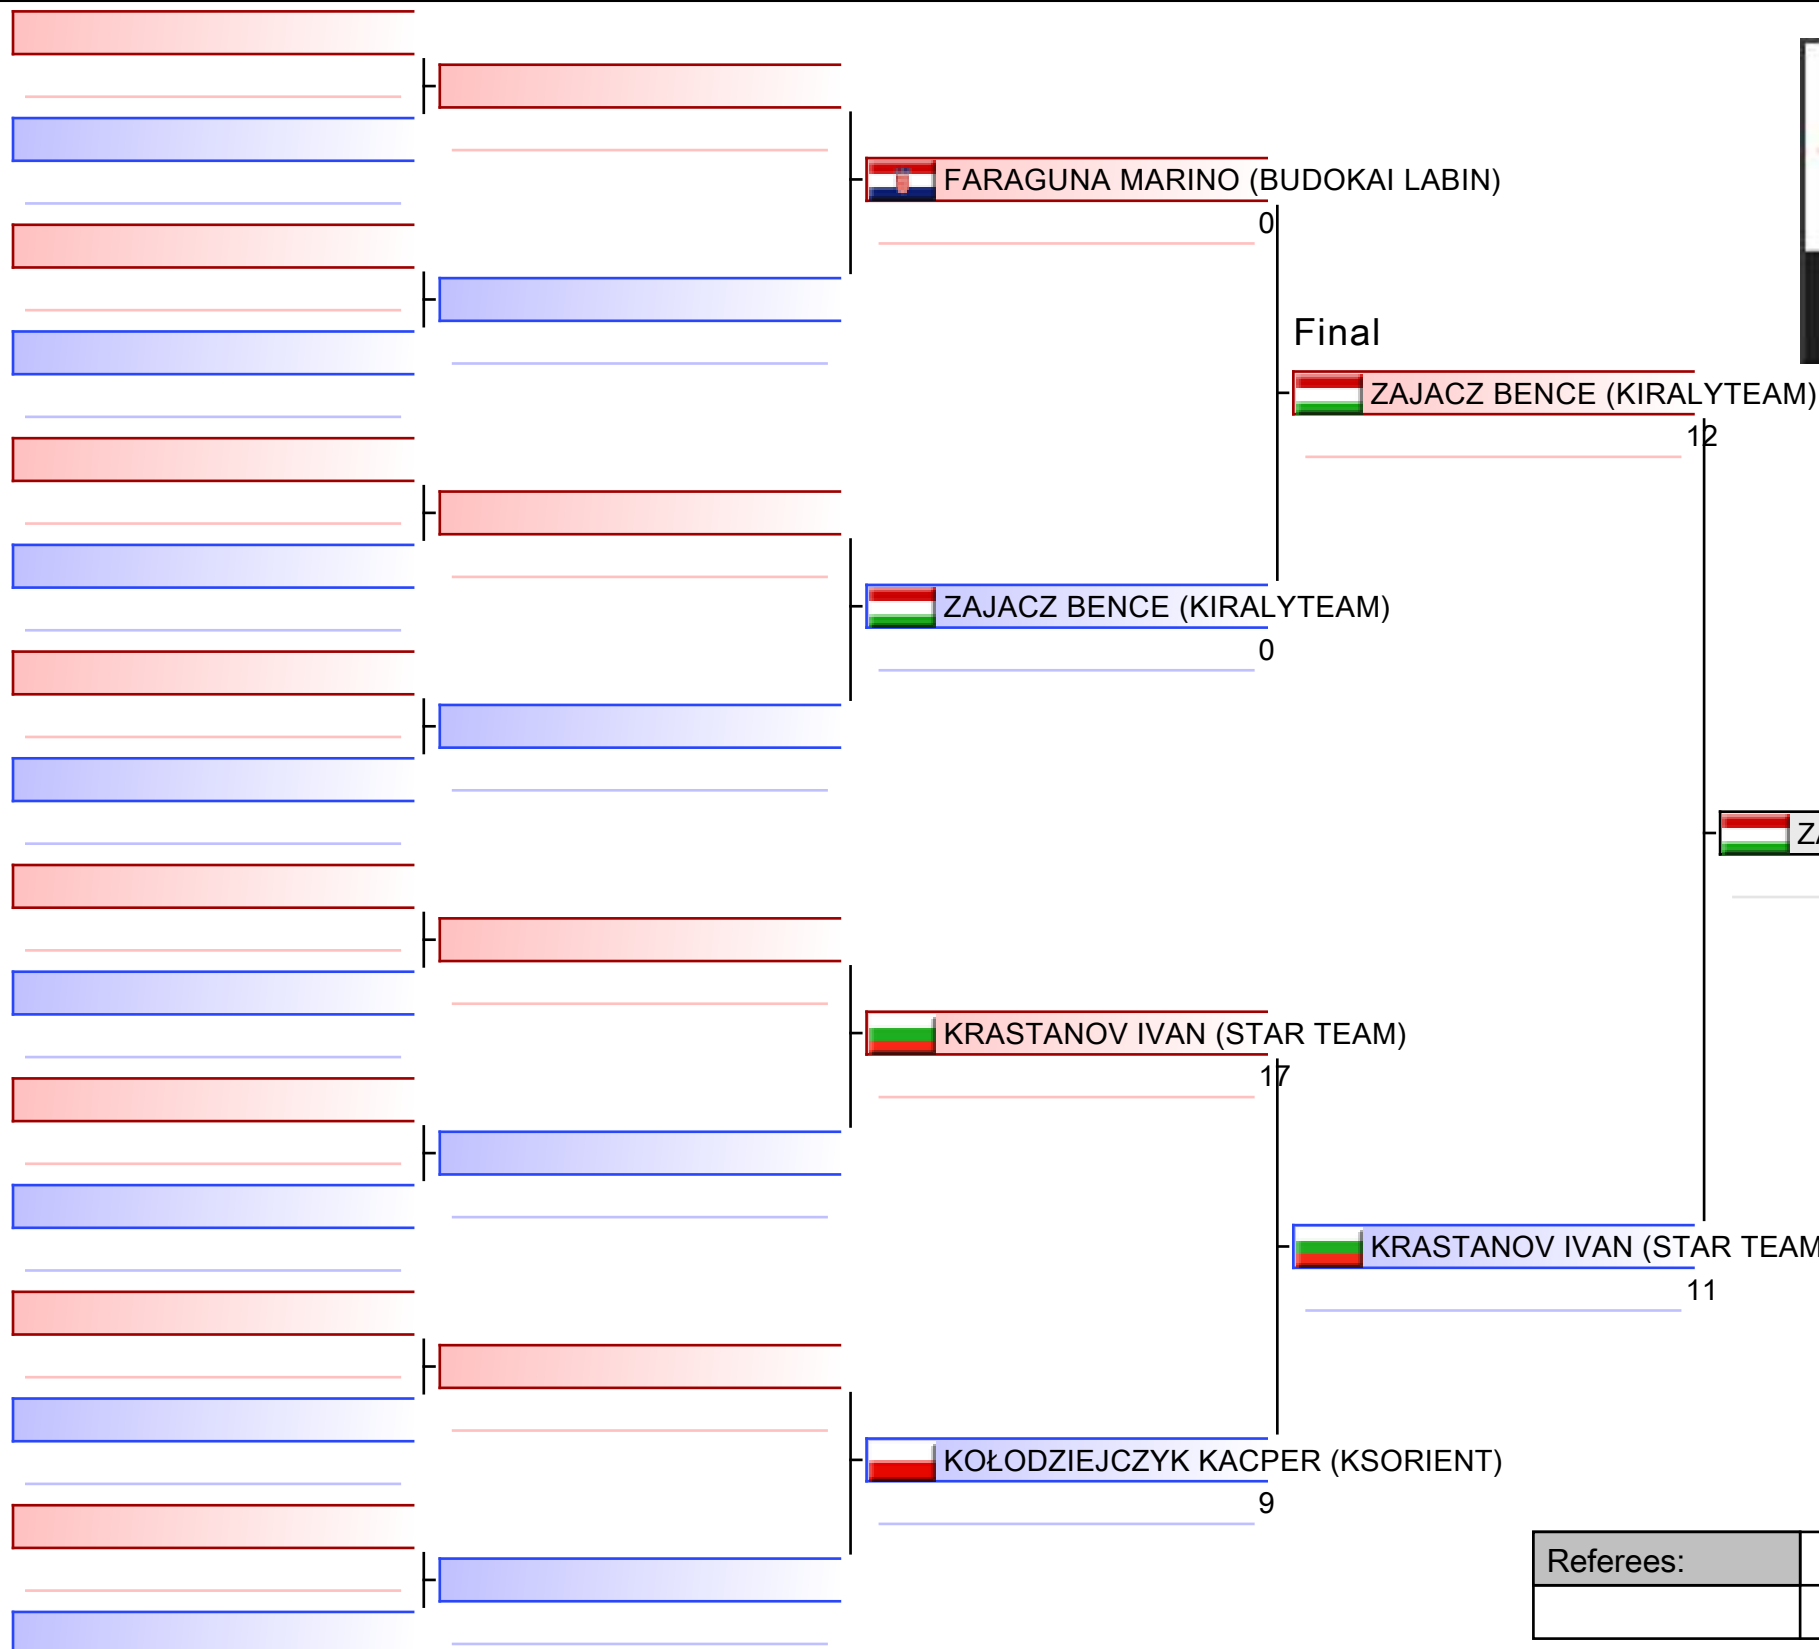 FARAGUNA MARINO (BUDOKAI LABIN)
0
Final
ZAJACZ BENCE (KIRALYTEAM)
12
ZAJACZ BENCE (KIRALYTEAM)
0
KRASTANOV IVAN (STAR TEAM)
17
KRASTANOV IVAN (STAR TEAM
11
KOŁODZIEJCZYK KACPER (KSORIENT)
9
Referees: